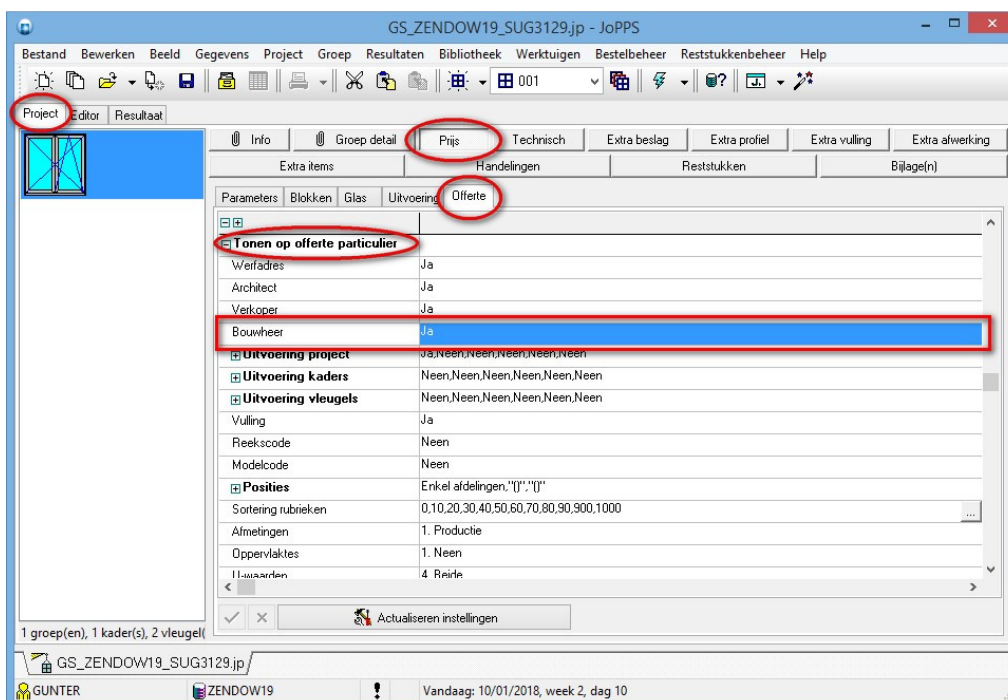 GS_ZENDOW19_SUG3129.jp - JoPPS
Bestand Bewerken Beeld Gegevens Project Groep Resultaten Bibliotheek Werktuigen Bestelbeheer Reststukkenbeheer Help
001
Project Editor Resultaat
Info Groep detail Prijs Technisch Extra beslag Extra profiel Extra vulling Extra afwerking
Extra items Handelingen Reststukken Bijlage(n)
Parameters Blokken Glas Uitvoering Offerte
Tonen op offerte particulier
Werfadres Ja
Architect Ja
Verkoper Ja
Bouwheer Ja
Uitvoering project Ja,Neen,Neen,Neen,Neen,Neen
Uitvoering kaders Neen,Neen,Neen,Neen,Neen,Neen
Uitvoering vleugels Neen,Neen,Neen,Neen,Neen,Neen
Vulling Ja
Reekscode Neen
Modelcode Neen
Posities Enkel afdelingen,"()","()"
Sortering rubrieken 0,10,20,30,40,50,60,70,80,90,900,1000 ...
Afmetingen 1. Productie
Oppervlaktes 1. Neen
U-waarden 4. Beide
Actualiseren instellingen
1 groep(en), 1 kader(s), 2 vleugel(
GS_ZENDOW19_SUG3129.jp
GUNTER ZENDOW19 Vandaag: 10/01/2018, week 2, dag 10